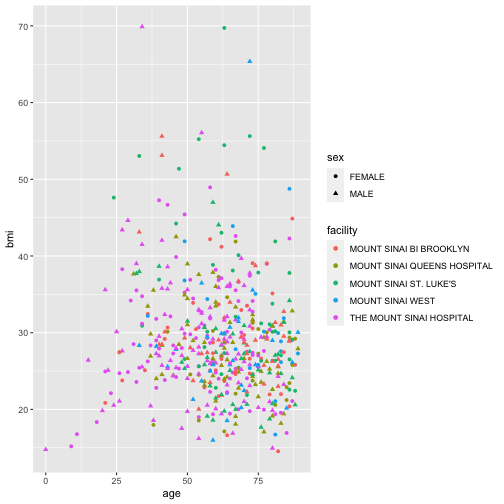 70
60
50
40
30
20
bmi
0
25
50
75
age
sex
FEMALE
MALE
facility
MOUNT SINAI BI BROOKLYN
MOUNT SINAI QUEENS HOSPITAL
MOUNT SINAI ST. LUKE'S
MOUNT SINAI WEST
THE MOUNT SINAI HOSPITAL